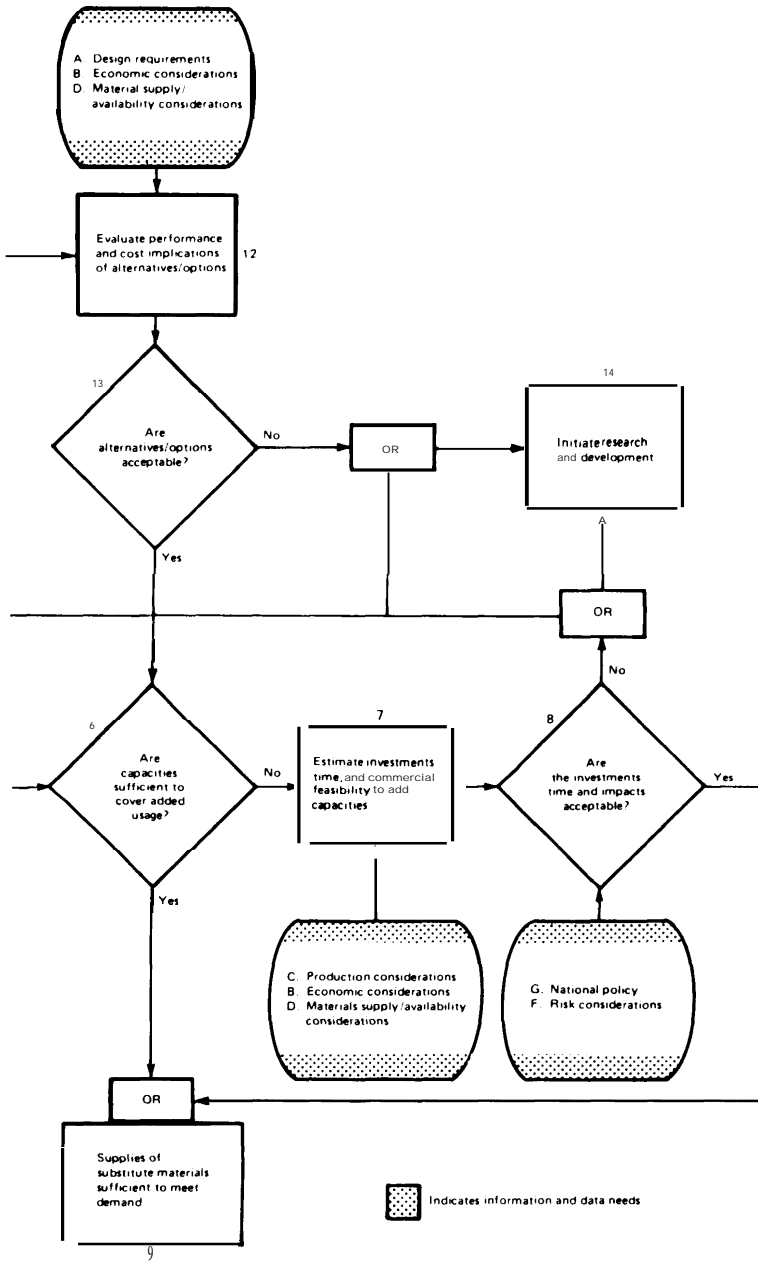 A. Design requirements
B. Economic considerations
D. Material supply/
availability considerations
Evaluate performance
and cost implications
of alternatives/options
12
13
Are
alternatives/options
acceptable?
No
OR
14
Initiate research
and development
A
Yes
OR
No
6
Are
capacities
sufficient to
cover added
usage?
No
7
Estimate investments
time, and commercial
feasibility to add
capacities
8
Are
the investments
time and impacts
acceptable?
Yes
Yes
C. Production considerations
B. Economic considerations
D. Materials supply/availability
considerations
G. National policy
F. Risk considerations
OR
Supplies of
substitute materials
sufficient to meet
demand
9
Indicates information and data needs